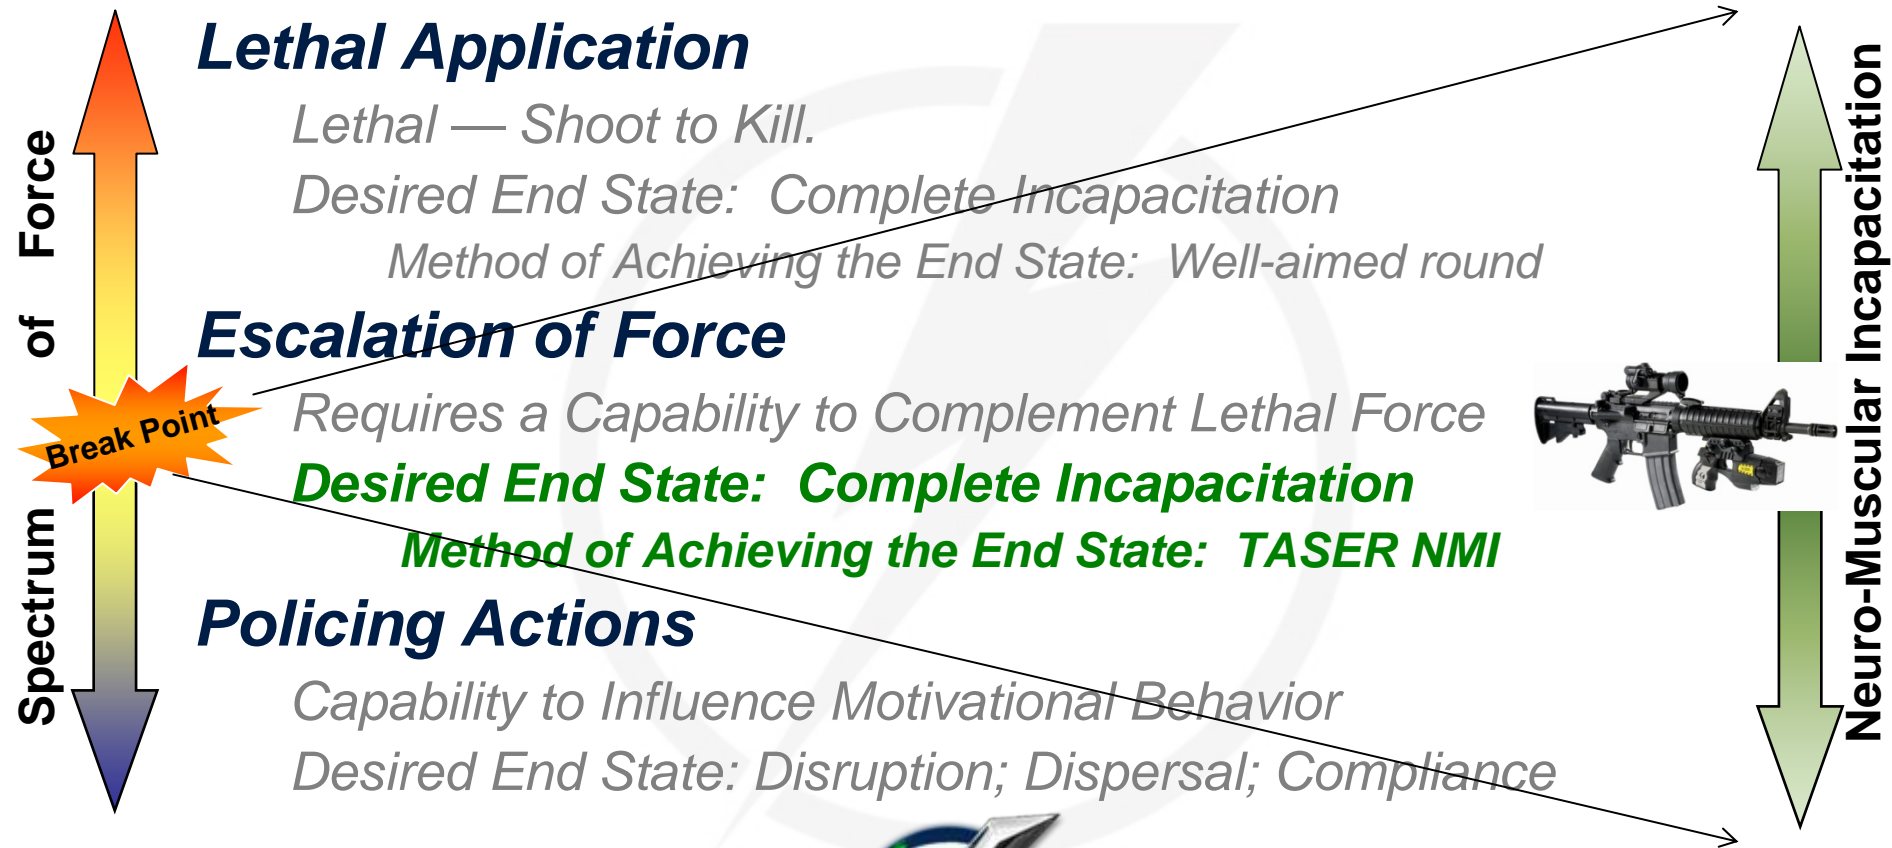 Lethal Application
Lethal — Shoot to Kill.
Desired End State: Complete Incapacitation
Method of Achieving the End State: Well-aimed round
Escalation of Force
Requires a Capability to Complement Lethal Force
Desired End State: Complete Incapacitation
Method of Achieving the End State: TASER NMI
Policing Actions
Capability to Influence Motivational Behavior
Desired End State: Disruption; Dispersal; Compliance
Spectrum of Force
Break Point
Neuro-Muscular Incapacitation